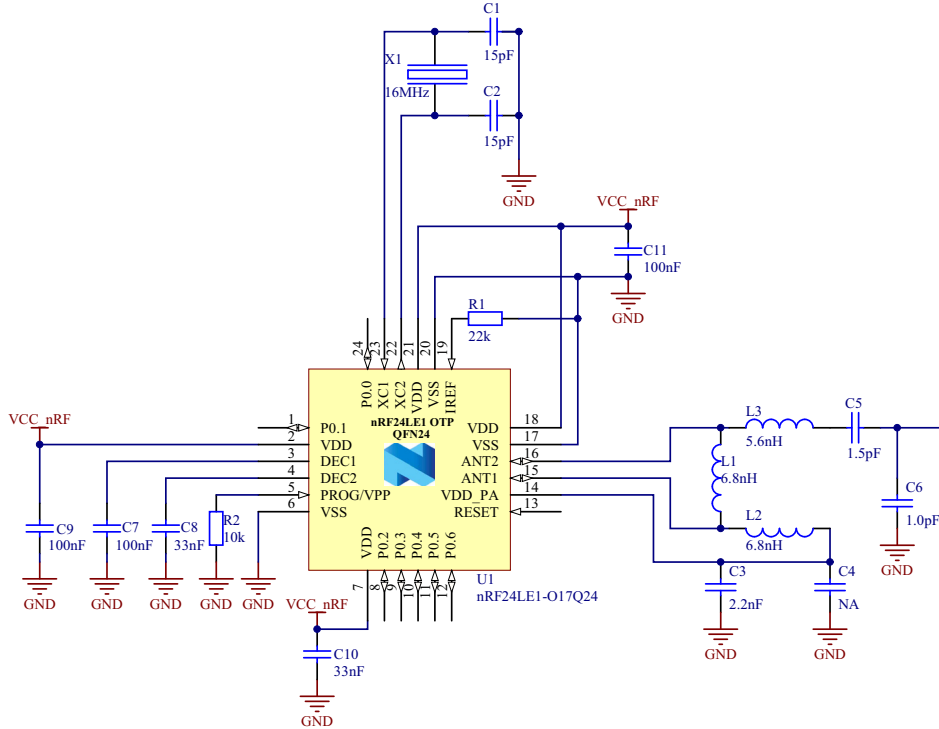 C1
15pF
X1
16MHz
C2
15pF
GND
VCC_nRF
C11
100nF
GND
R1
22k
24
23
22
21
20
19
P0.0
XC1
XC2
VDD
VSS
IREF
nRF24LE1 OTP
QFN24
1
P0.1
2
VDD
3
DEC1
4
DEC2
5
PROG/VPP
6
VSS
VDD
18
VSS
17
ANT2
16
ANT1
15
VDD_PA
14
RESET
13
VDD
P0.2
P0.3
P0.4
P0.5
P0.6
7
8
9
10
11
12
U1
nRF24LE1-O17Q24
VCC_nRF
C9
100nF
GND
C7
100nF
GND
C8
33nF
GND
R2
10k
GND
GND
VCC_nRF
C10
33nF
GND
L3
5.6nH
C5
1.5pF
L1
6.8nH
L2
6.8nH
C6
1.0pF
GND
C3
2.2nF
GND
C4
NA
GND